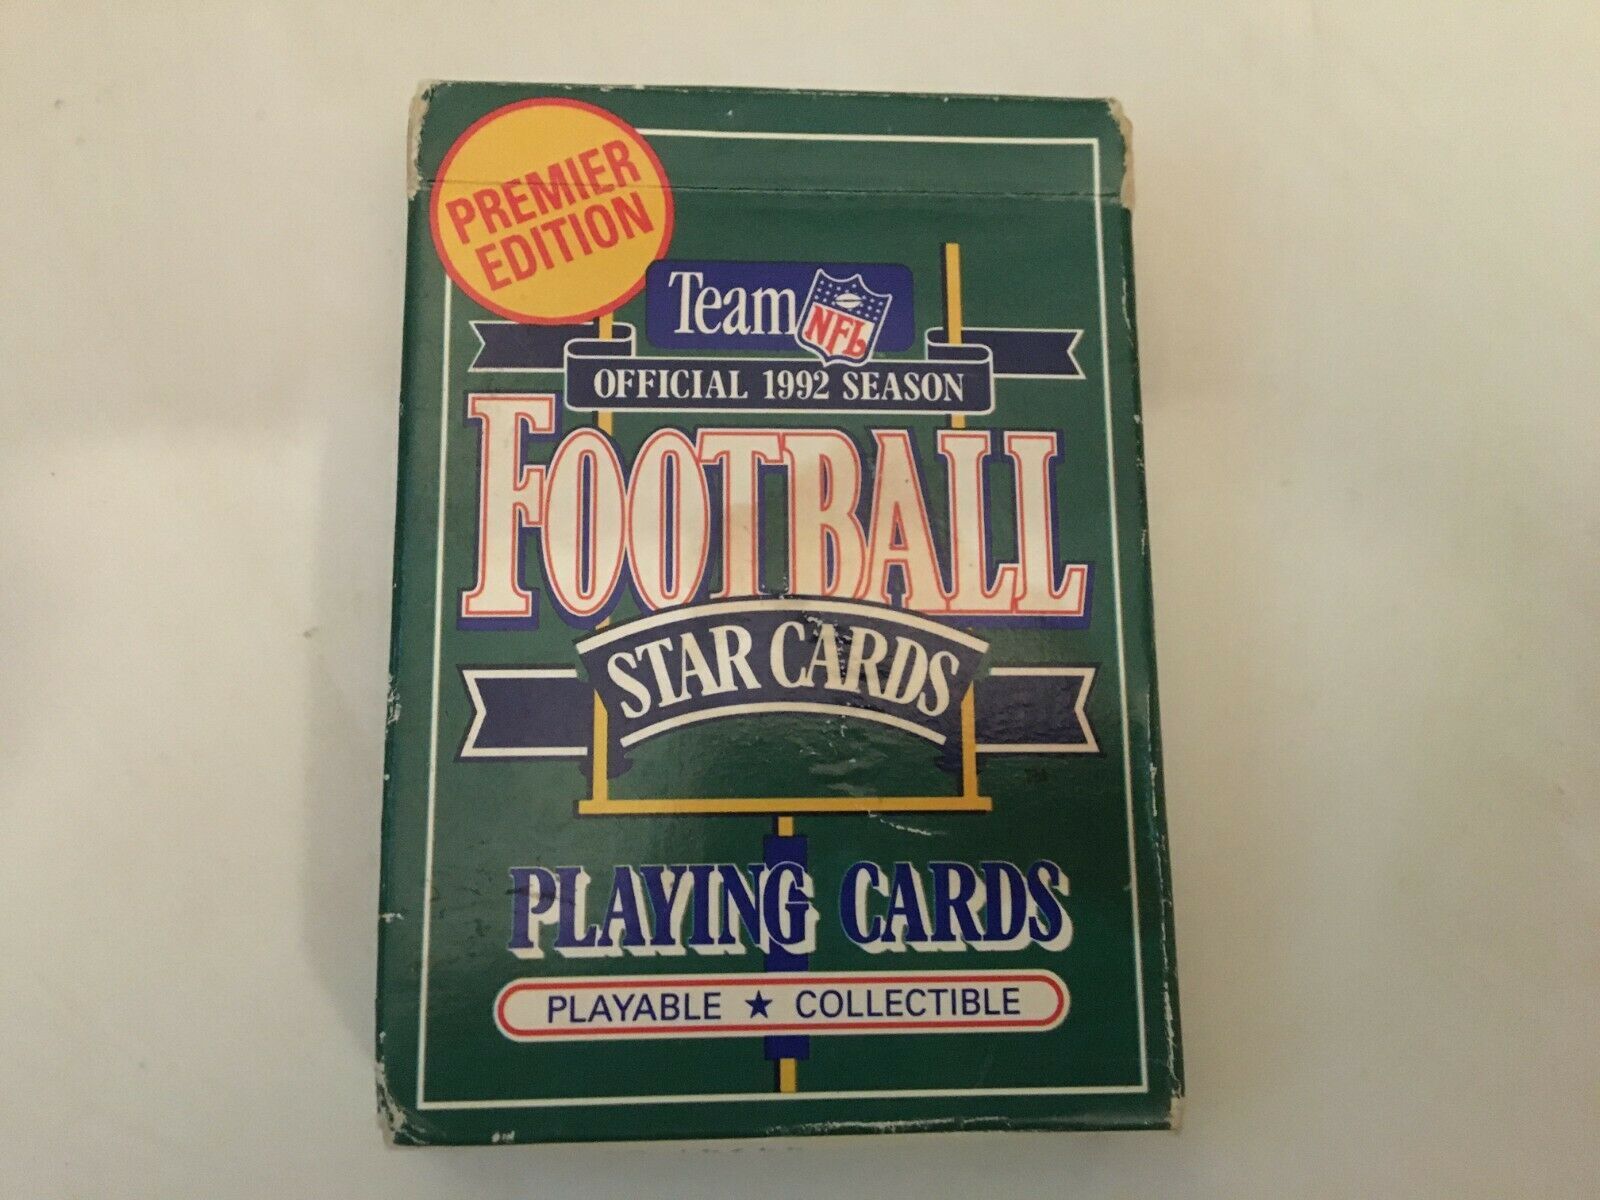 PREMIER
EDITION
Team NFL
OFFICIAL 1992 SEASON
FOOTBALL
STAR CARDS
PLAYING CARDS
PLAYABLE ★ COLLECTIBLE